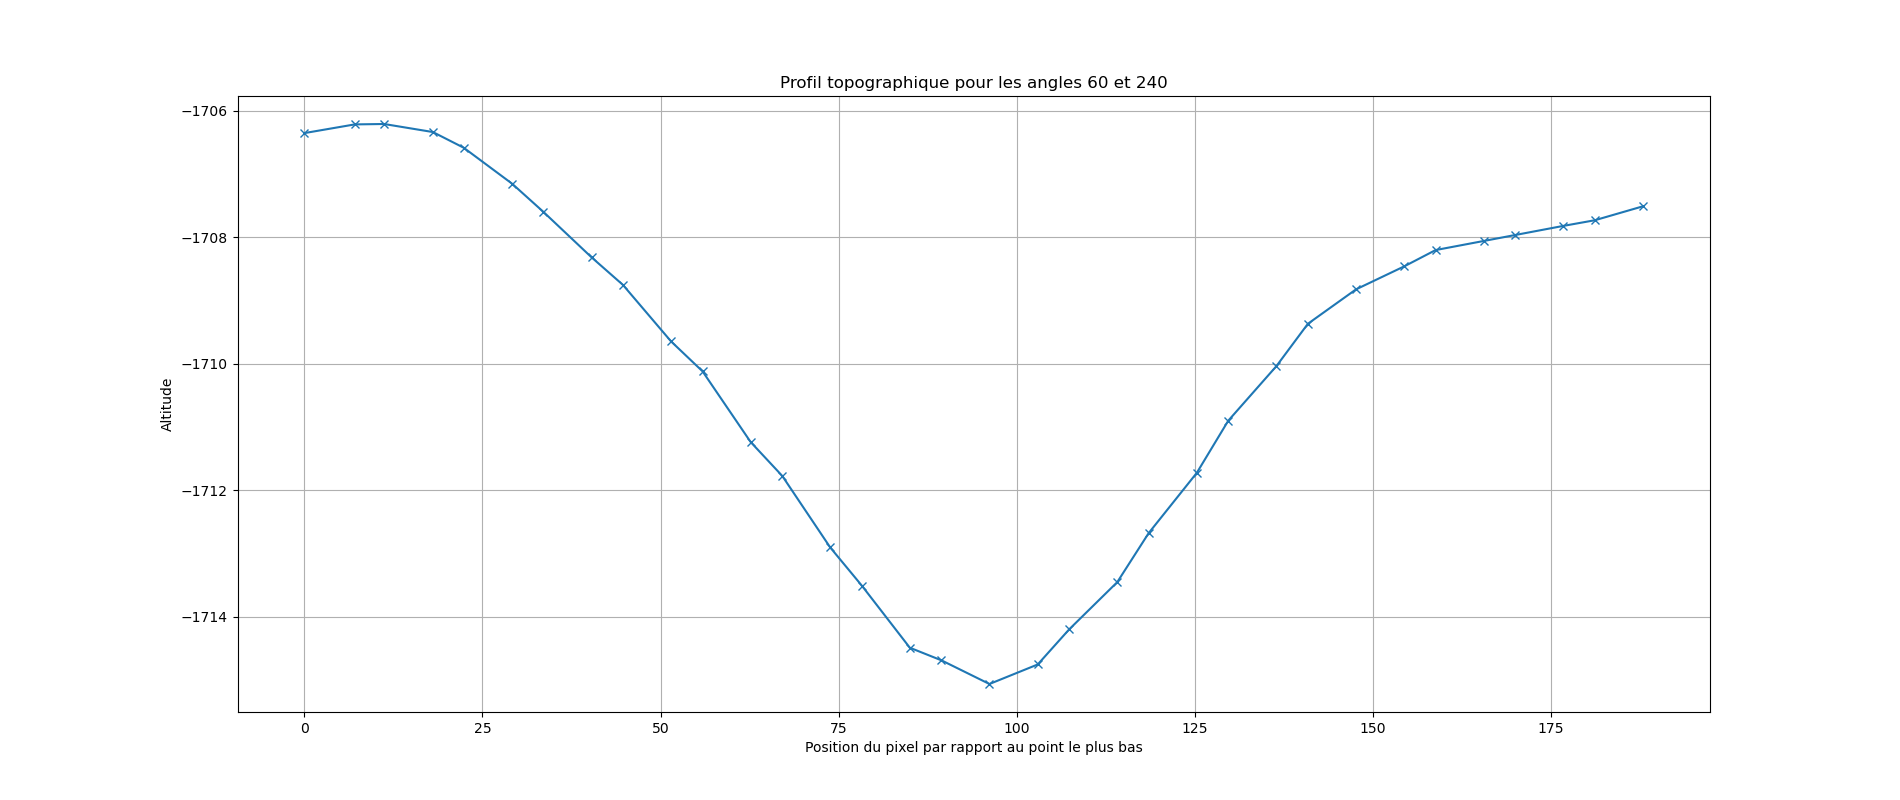 Profil topographique pour les angles 60 et 240
Altitude
−1706
−1708
−1710
−1712
−1714
0 25 50 75 100 125 150 175
Position du pixel par rapport au point le plus bas